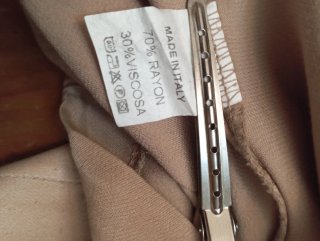 MADE IN ITALY
70% RAYON
30% VISCOSA